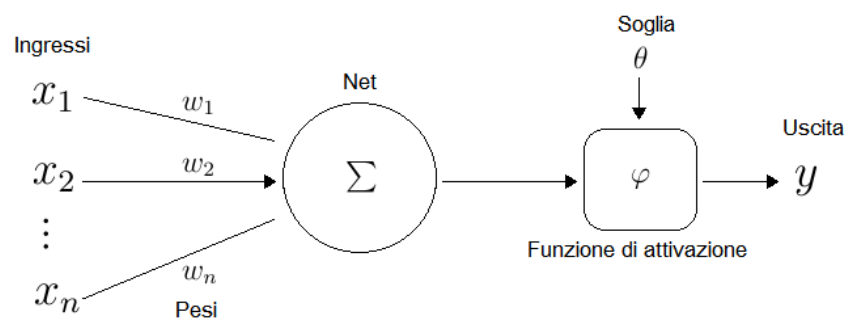 Soglia
θ
Ingressi
x₁
w₁
Net
Uscita
x₂
w₂
∑
φ
y
⋮
Funzione di attivazione
xₙ
wₙ
Pesi